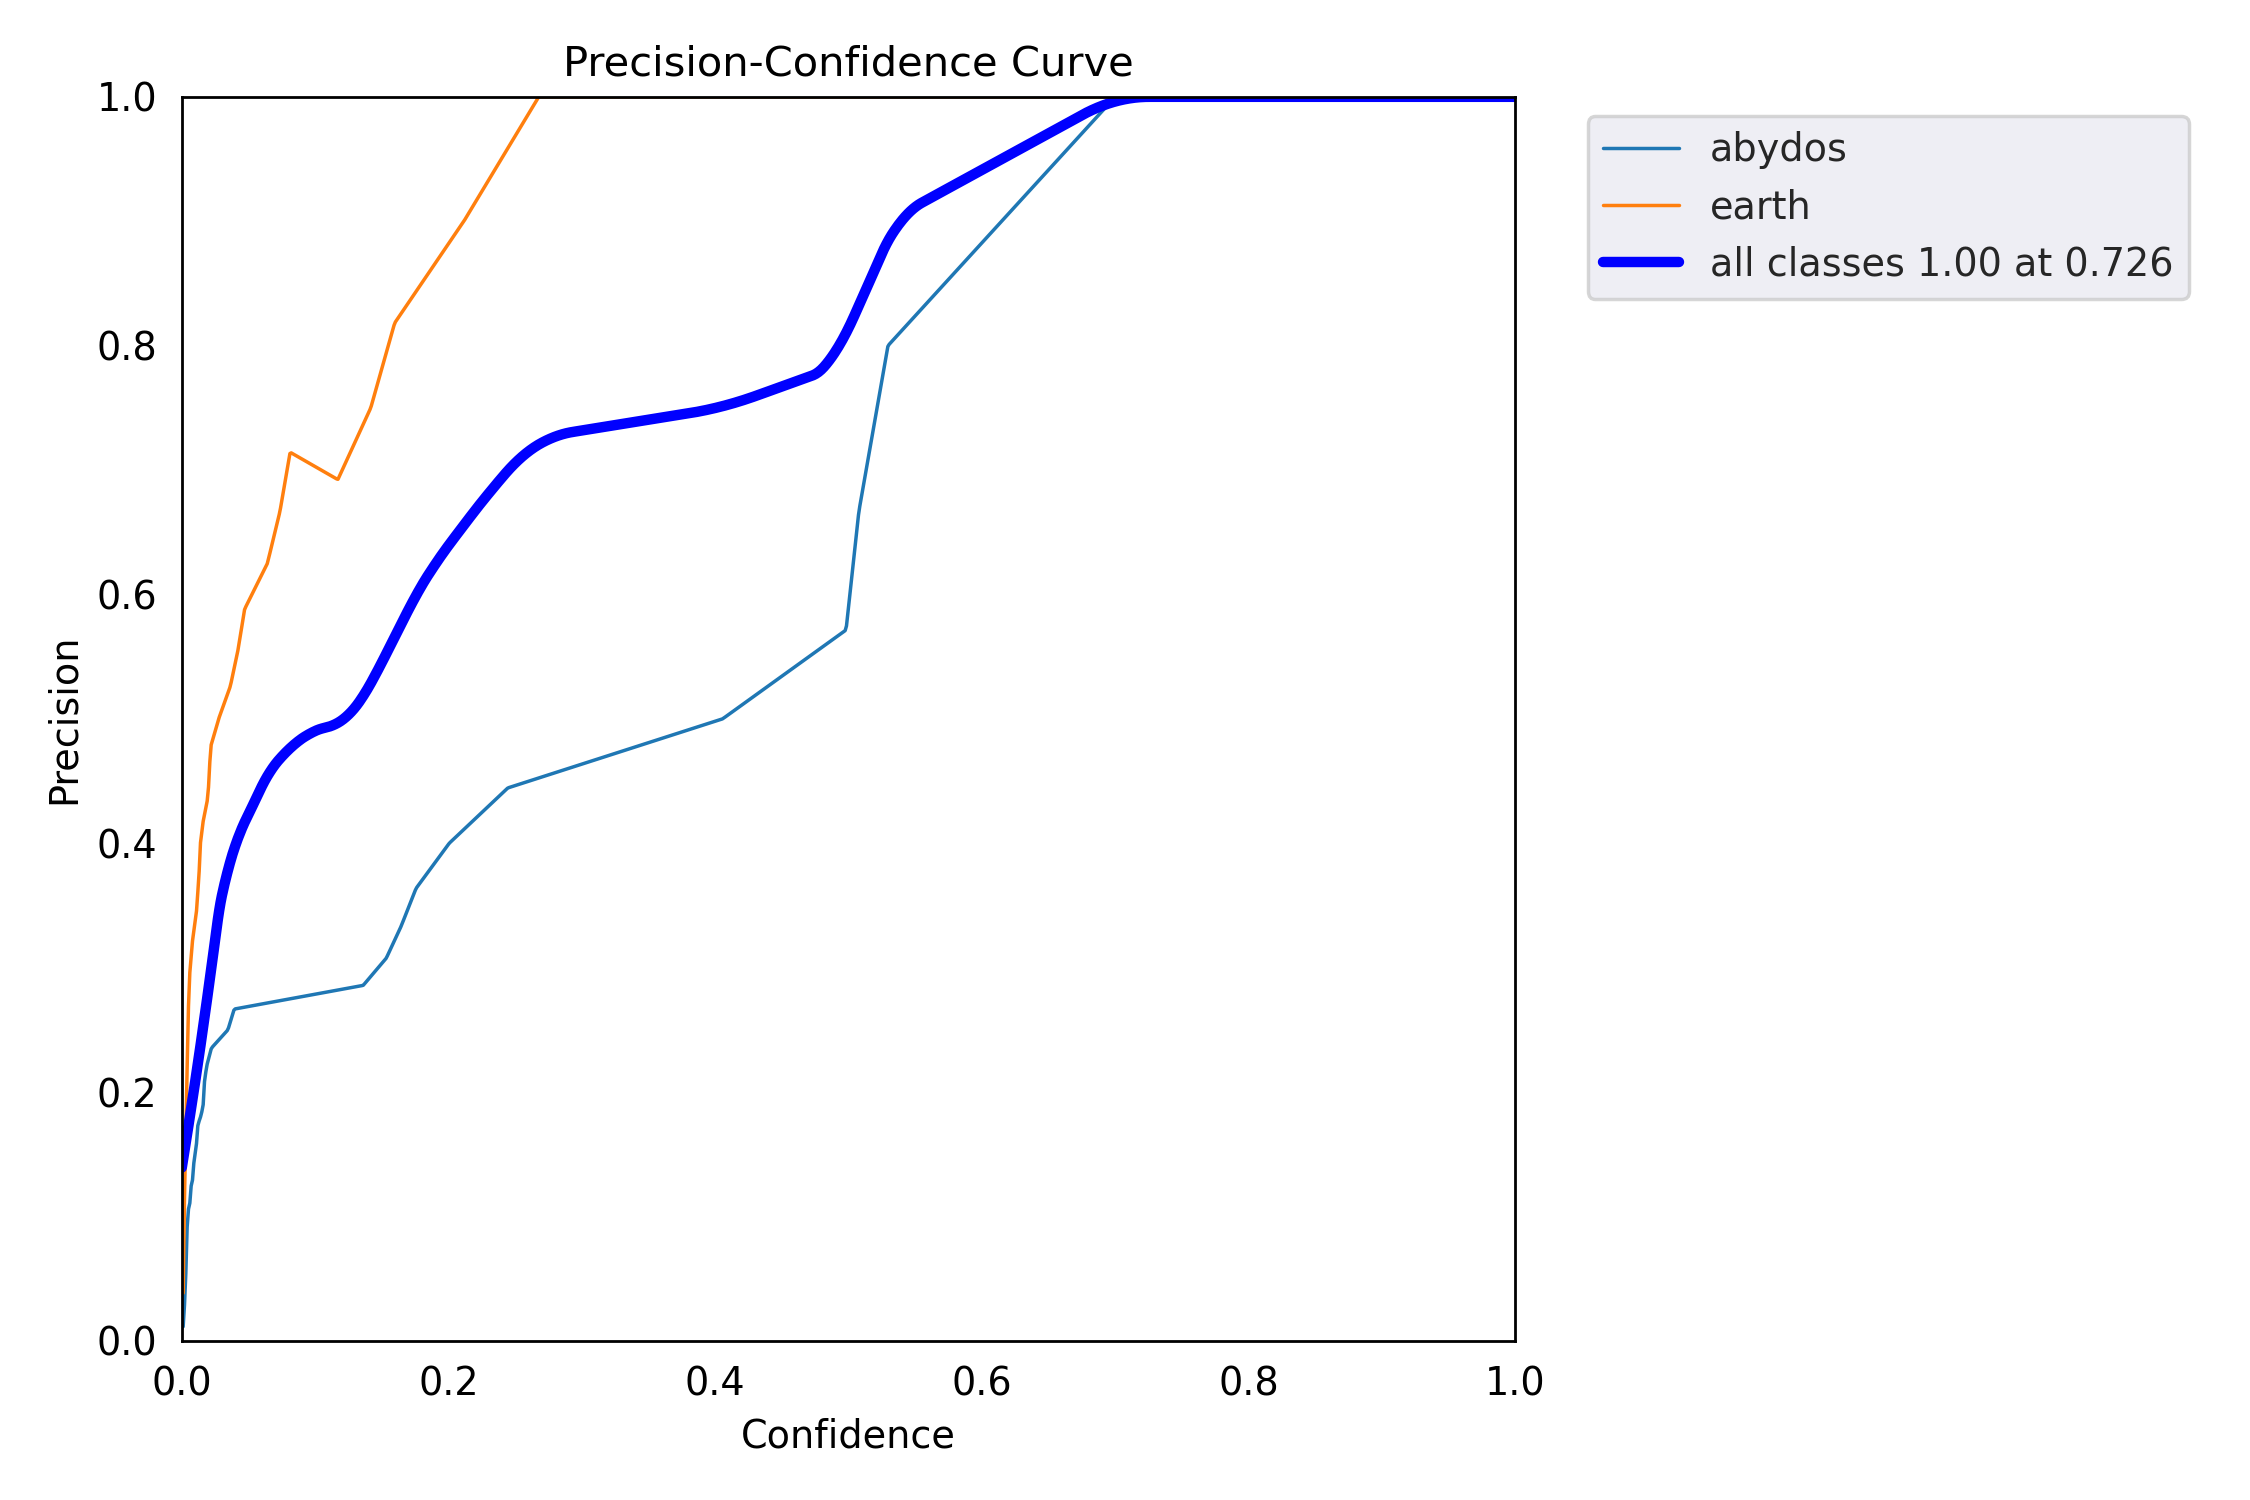 Precision-Confidence Curve
1.0
0.8
0.6
0.4
0.2
0.0
Precision
0.0 0.2 0.4 0.6 0.8 1.0
Confidence
abydos
earth
all classes 1.00 at 0.726